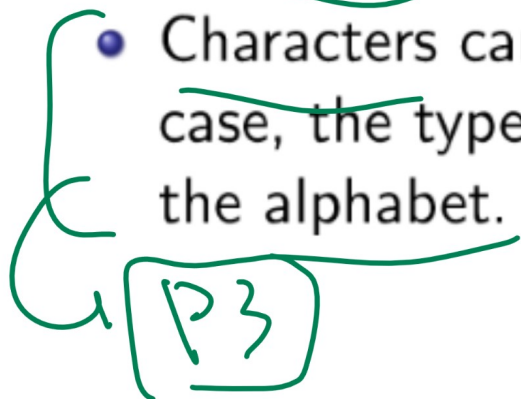 Characters ca
case, the type
the alphabet.
P3